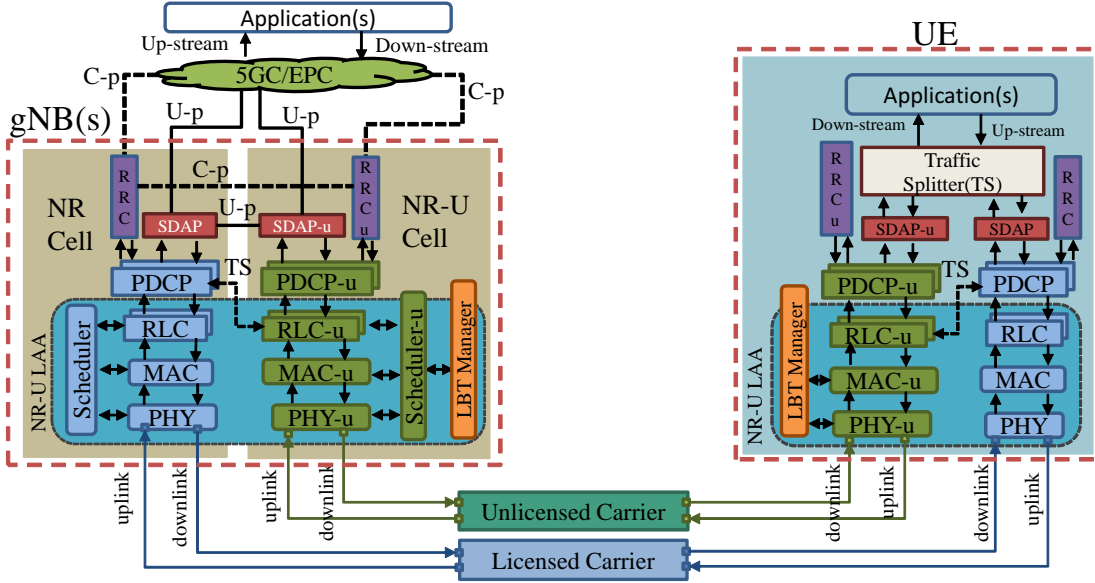 Application(s)
Up-stream
Down-stream
5GC/EPC
C-p
C-p
U-p
U-p
gNB(s)
RRC
C-p
RRCu
NR
Cell
NR-U
Cell
SDAP
U-p
SDAP-u
TS
PDCP
PDCP-u
NR-U LAA
Scheduler
RLC
RLC-u
MAC
MAC-u
PHY
PHY-u
Scheduler-u
LBT Manager
uplink
downlink
uplink
downlink
Unlicensed Carrier
Licensed Carrier
UE
Application(s)
Down-stream
Up-stream
RRCu
Traffic
Splitter(TS)
RRC
SDAP-u
SDAP
TS
PDCP-u
PDCP
NR-U LAA
LBT Manager
RLC-u
RLC
MAC-u
MAC
PHY-u
PHY
downlink
uplink
downlink
uplink